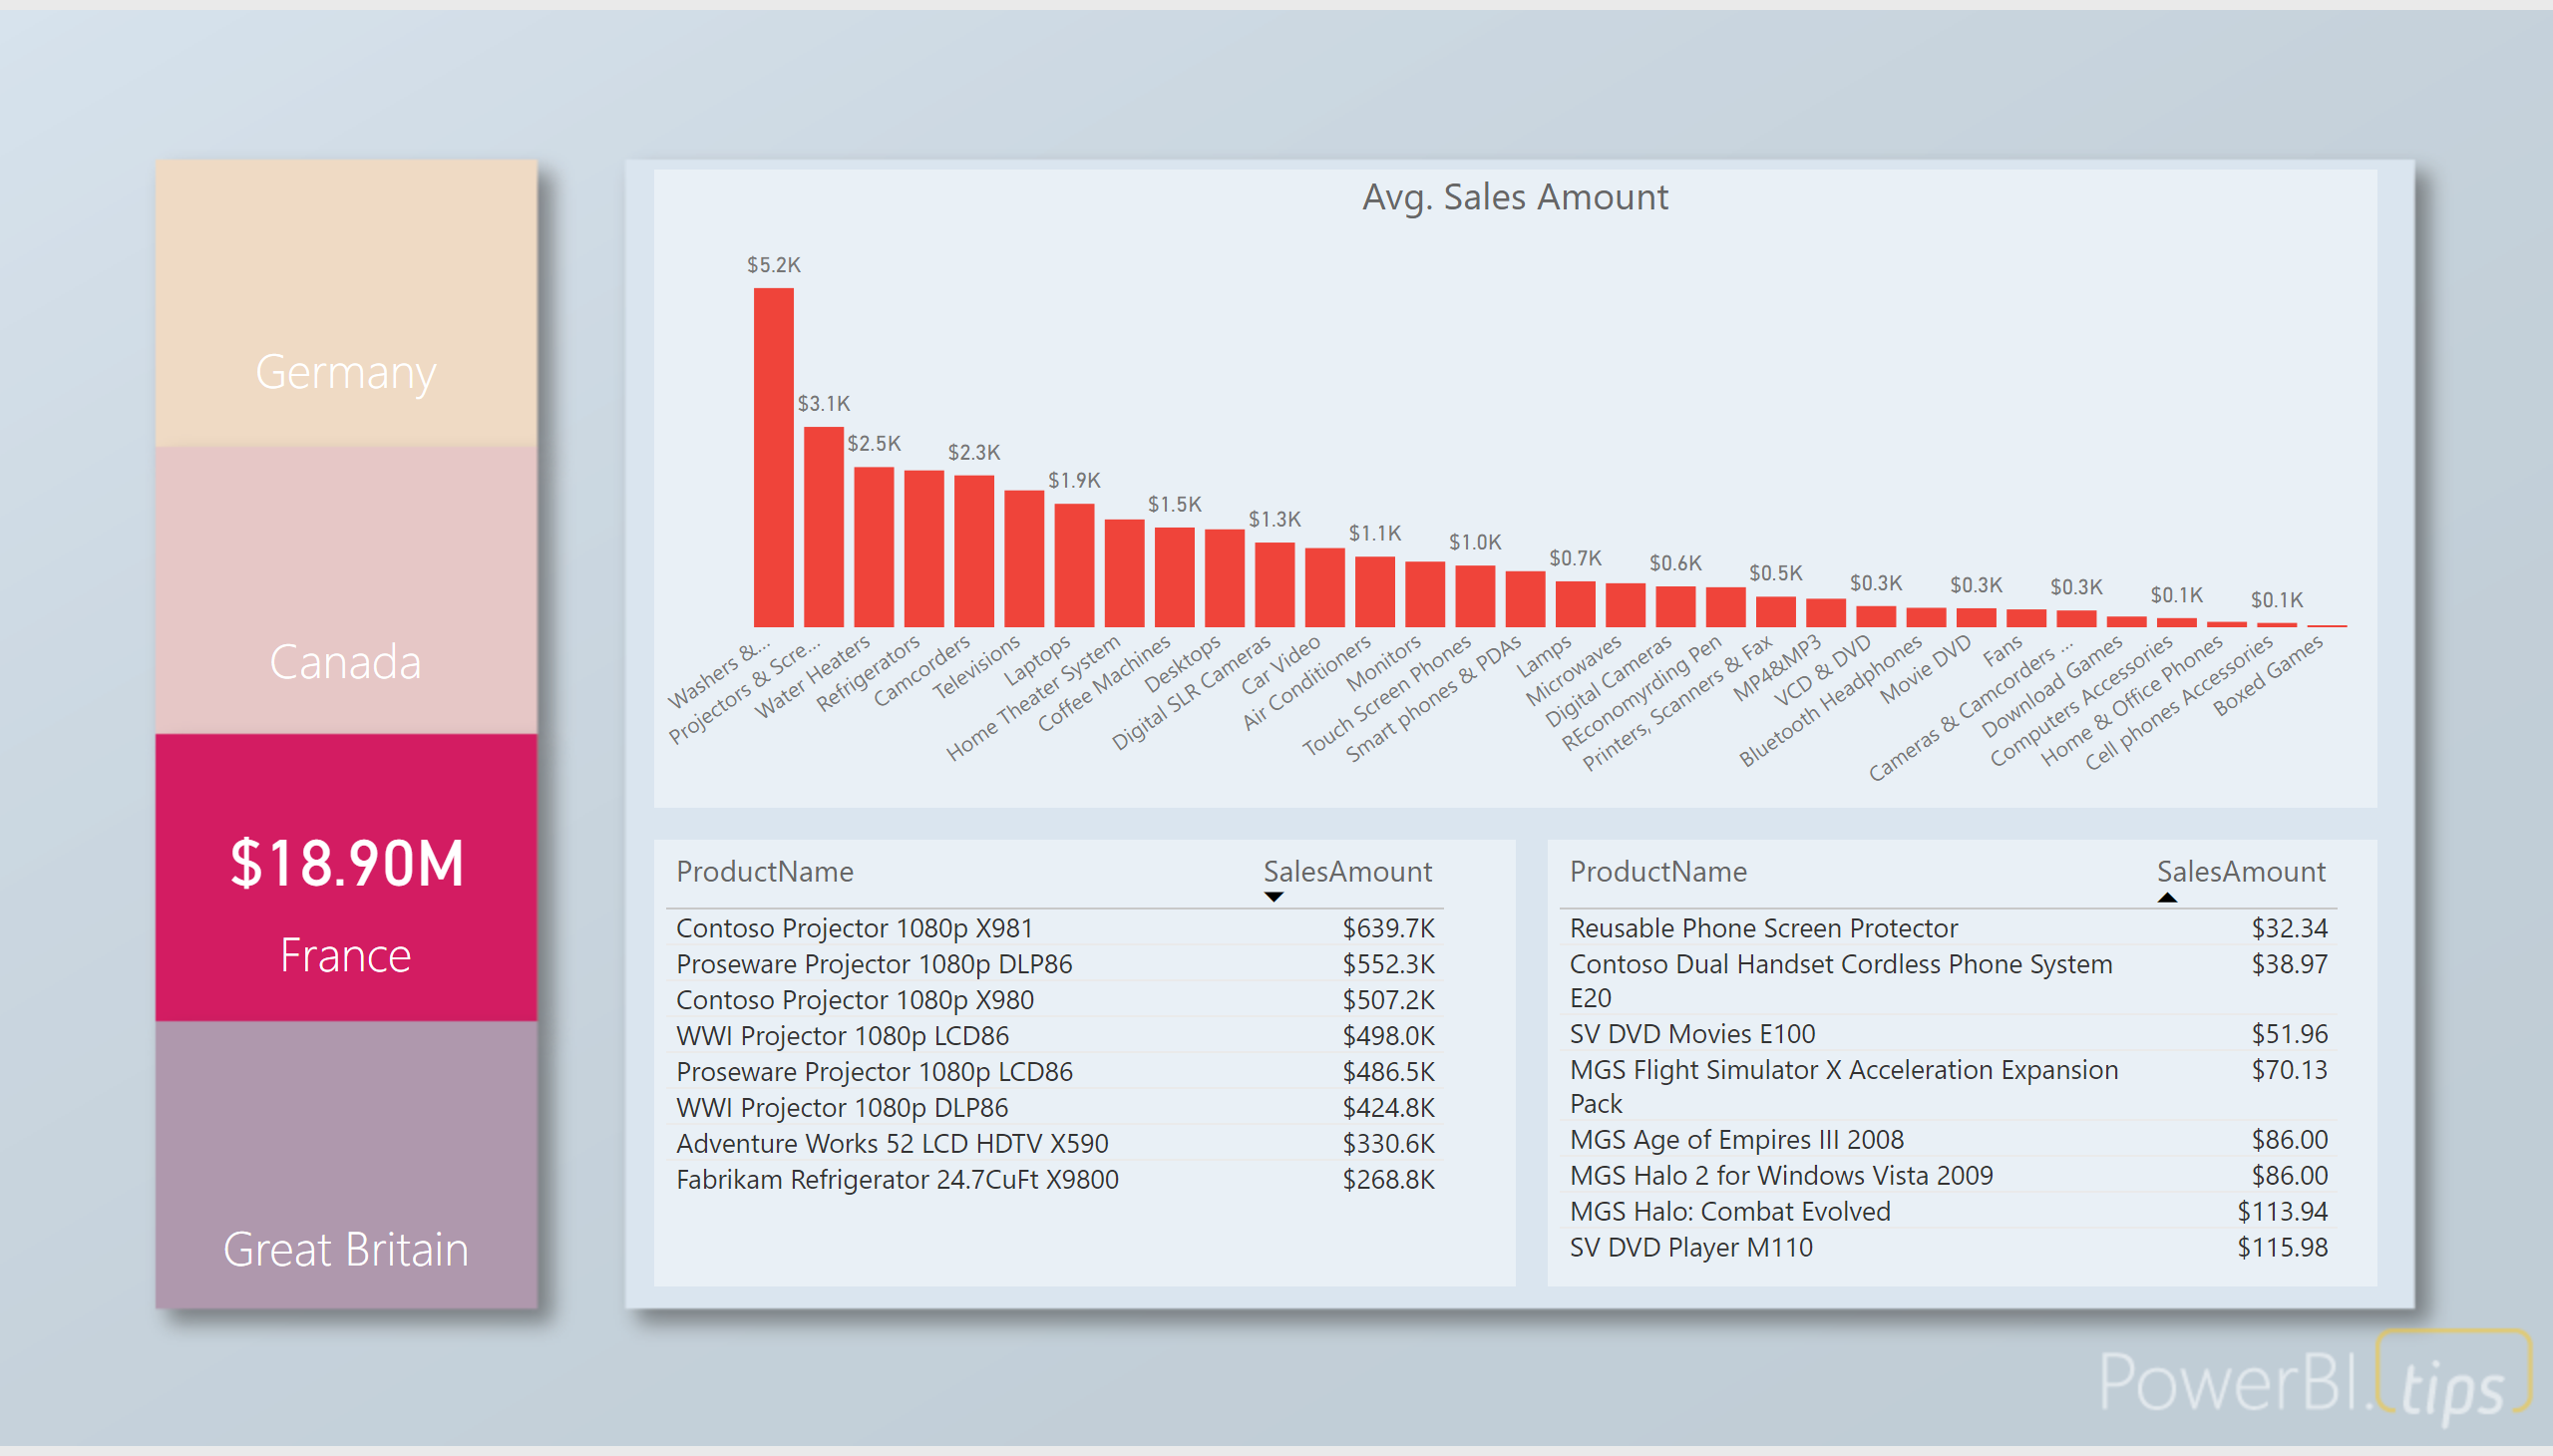 Germany
Canada
$18.90M
France
Great Britain
Avg. Sales Amount
$5.2K
$3.1K
$2.5K
$2.3K
$1.9K
$1.5K
$1.3K
$1.1K
$1.0K
$0.7K
$0.6K
$0.5K
$0.3K
$0.3K
$0.3K
$0.1K
$0.1K
Washers &...
Projectors & Scre...
Water Heaters
Refrigerators
Camcorders
Televisions
Laptops
Home Theater System
Coffee Machines
Desktops
Digital SLR Cameras
Car Video
Air Conditioners
Monitors
Touch Screen Phones
Smart phones & PDAs
Lamps
Microwaves
Digital Cameras
REconomyrding Pen
Printers, Scanners & Fax
MP4&MP3
VCD & DVD
Bluetooth Headphones
Movie DVD
Fans
Cameras & Camcorders ...
Download Games
Computers Accessories
Home & Office Phones
Cell phones Accessories
Boxed Games
ProductName SalesAmount
Contoso Projector 1080p X981 $639.7K
Proseware Projector 1080p DLP86 $552.3K
Contoso Projector 1080p X980 $507.2K
WWI Projector 1080p LCD86 $498.0K
Proseware Projector 1080p LCD86 $486.5K
WWI Projector 1080p DLP86 $424.8K
Adventure Works 52 LCD HDTV X590 $330.6K
Fabrikam Refrigerator 24.7CuFt X9800 $268.8K
ProductName SalesAmount
Reusable Phone Screen Protector $32.34
Contoso Dual Handset Cordless Phone System $38.97
E20
SV DVD Movies E100 $51.96
MGS Flight Simulator X Acceleration Expansion $70.13
Pack
MGS Age of Empires III 2008 $86.00
MGS Halo 2 for Windows Vista 2009 $86.00
MGS Halo: Combat Evolved $113.94
SV DVD Player M110 $115.98
PowerBI.tips